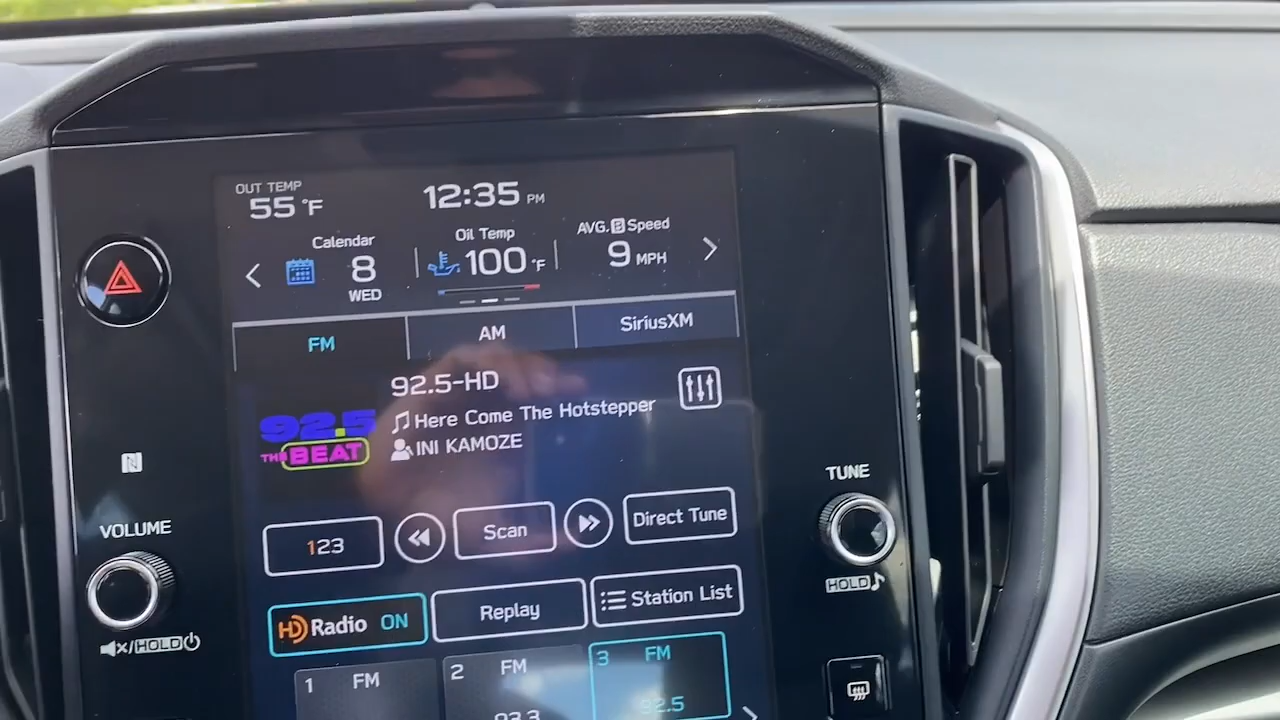 OUT TEMP
55 °F
12:35 PM
Calendar
8
WED
Oil Temp
100 °F
AVG. B Speed
9 MPH
FM
AM
SiriusXM
92.5
THE BEAT
92.5-HD
Here Come The Hotstepper
INI KAMOZE
VOLUME
HOLD
TUNE
HOLD
123
Scan
Direct Tune
HD Radio ON
Replay
Station List
1 FM
2 FM
93.3
3 FM
92.5